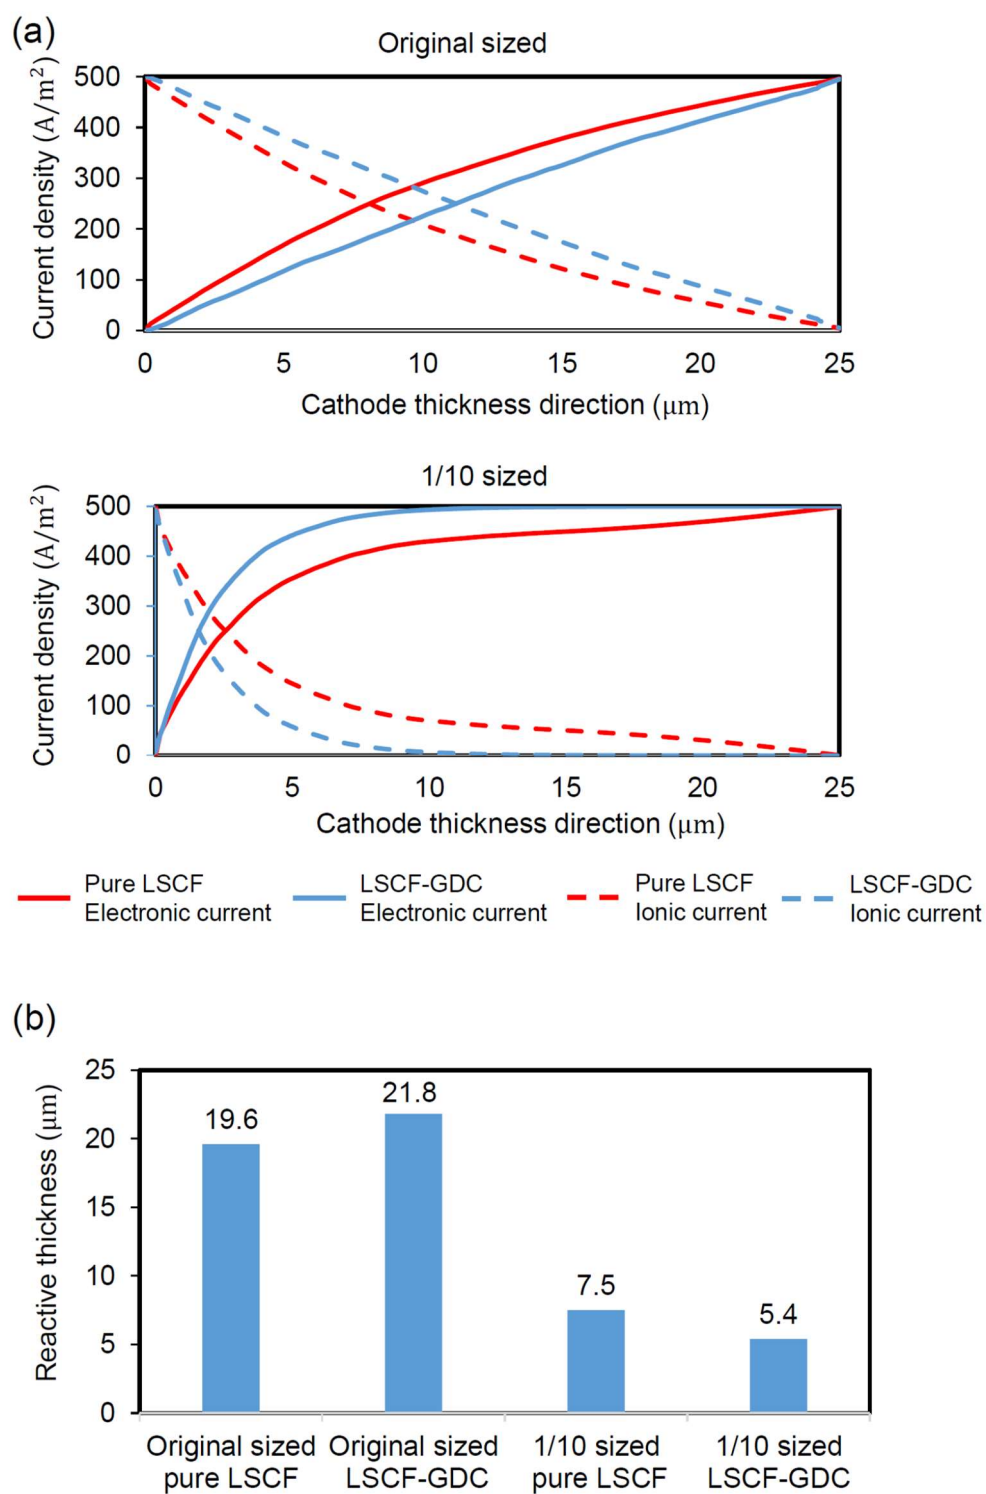 (a)
Original sized
Current density (A/m²)
500
400
300
200
100
0
0 5 10 15 20 25
Cathode thickness direction (μm)
1/10 sized
Current density (A/m²)
500
400
300
200
100
0
0 5 10 15 20 25
Cathode thickness direction (μm)
Pure LSCF
Electronic current
LSCF-GDC
Electronic current
Pure LSCF
Ionic current
LSCF-GDC
Ionic current
(b)
Reactive thickness (μm)
25
20
15
10
5
0
19.6
21.8
7.5
5.4
Original sized
pure LSCF
Original sized
LSCF-GDC
1/10 sized
pure LSCF
1/10 sized
LSCF-GDC